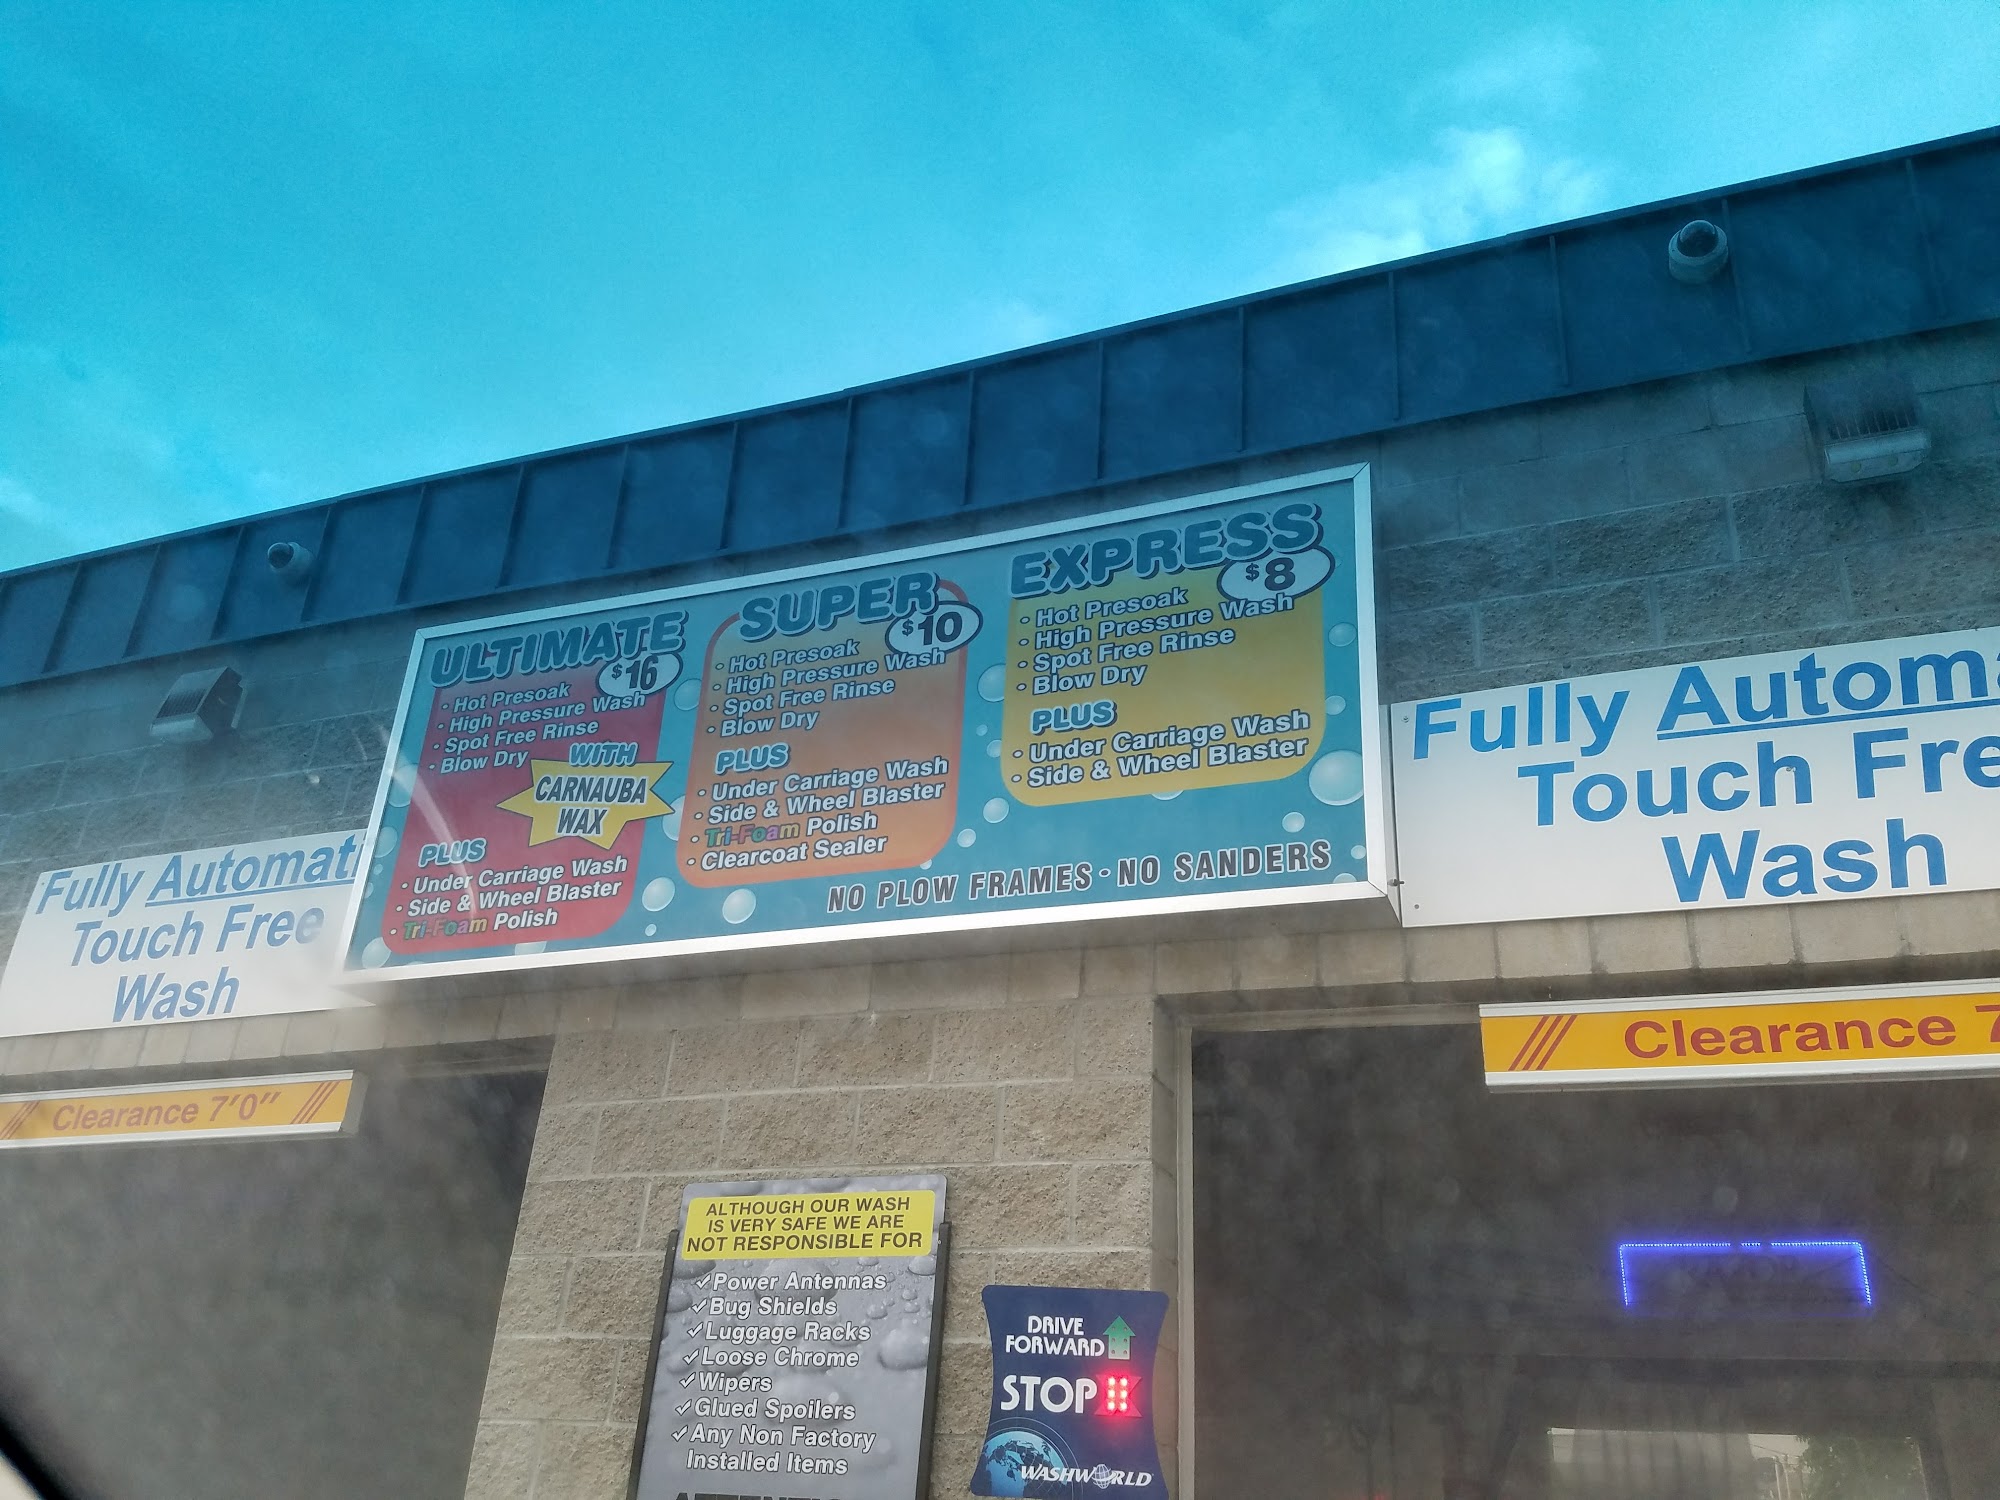 ULTIMATE
$16
• Hot Presoak
• High Pressure Wash
• Spot Free Rinse
• Blow Dry
WITH
CARNAUBA
WAX
PLUS
• Under Carriage Wash
• Side & Wheel Blaster
• Tri-Foam Polish
SUPER
$10
• Hot Presoak
• High Pressure Wash
• Spot Free Rinse
• Blow Dry
PLUS
• Under Carriage Wash
• Side & Wheel Blaster
• Tri-Foam Polish
• Clearcoat Sealer
EXPRESS
$8
• Hot Presoak
• High Pressure Wash
• Spot Free Rinse
• Blow Dry
PLUS
• Under Carriage Wash
• Side & Wheel Blaster
NO PLOW FRAMES • NO SANDERS
Fully Automati
Touch Free
Wash
Fully Automa
Touch Fre
Wash
Clearance 7'0"
Clearance 7
ALTHOUGH OUR WASH
IS VERY SAFE WE ARE
NOT RESPONSIBLE FOR
✓Power Antennas
✓Bug Shields
✓Luggage Racks
✓Loose Chrome
✓Wipers
✓Glued Spoilers
✓Any Non Factory
Installed Items
DRIVE
FORWARD
STOP
WASHWORLD